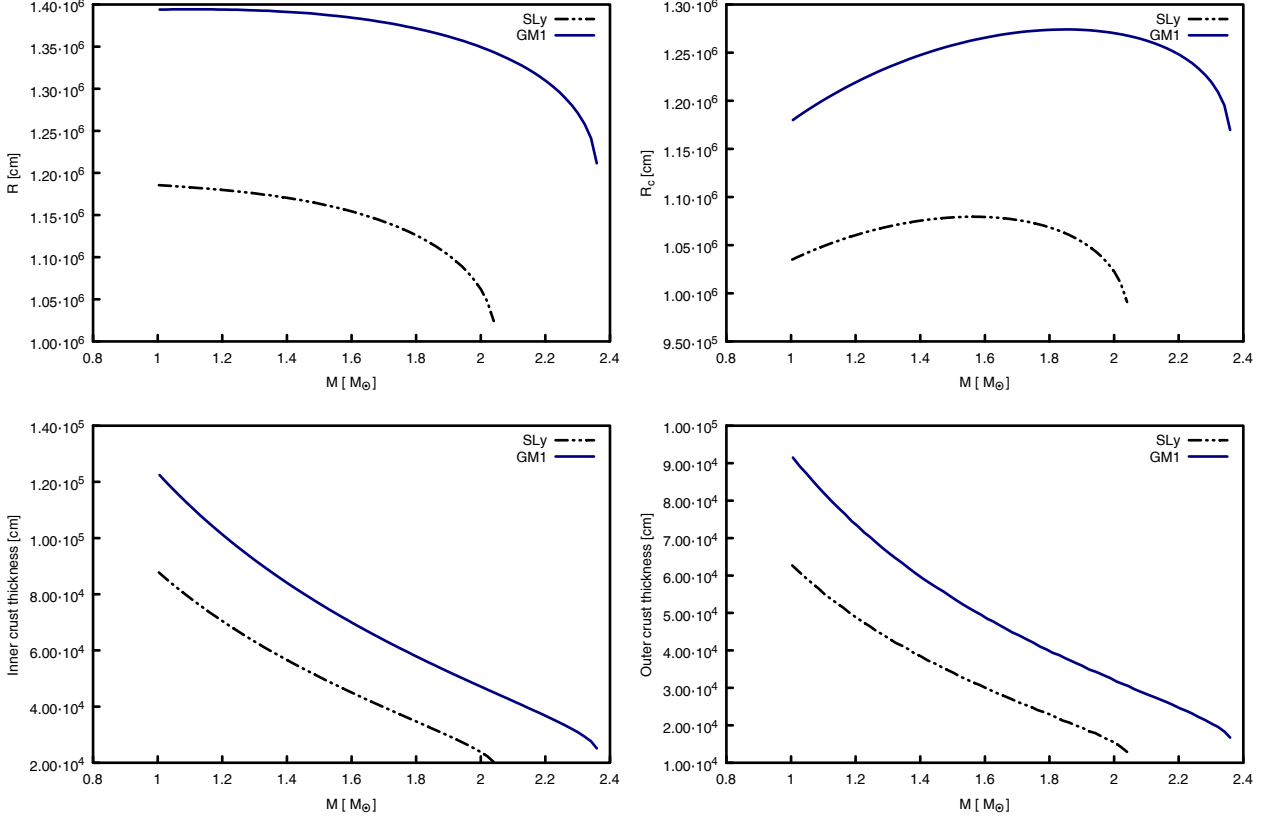 1.40·10⁶
1.35·10⁶
1.30·10⁶
1.25·10⁶
1.20·10⁶
1.15·10⁶
1.10·10⁶
1.05·10⁶
1.00·10⁶
R [cm]
SLy
GM1
0.8 1 1.2 1.4 1.6 1.8 2 2.2 2.4
M [ M☉]
1.30·10⁶
1.25·10⁶
1.20·10⁶
1.15·10⁶
1.10·10⁶
1.05·10⁶
1.00·10⁶
9.50·10⁵
R_c [cm]
SLy
GM1
0.8 1 1.2 1.4 1.6 1.8 2 2.2 2.4
M [ M☉]
1.40·10⁵
1.20·10⁵
1.00·10⁵
8.00·10⁴
6.00·10⁴
4.00·10⁴
2.00·10⁴
Inner crust thickness [cm]
SLy
GM1
0.8 1 1.2 1.4 1.6 1.8 2 2.2 2.4
M [ M☉]
1.00·10⁵
9.00·10⁴
8.00·10⁴
7.00·10⁴
6.00·10⁴
5.00·10⁴
4.00·10⁴
3.00·10⁴
2.00·10⁴
1.00·10⁴
Outer crust thickness [cm]
SLy
GM1
0.8 1 1.2 1.4 1.6 1.8 2 2.2 2.4
M [ M☉]